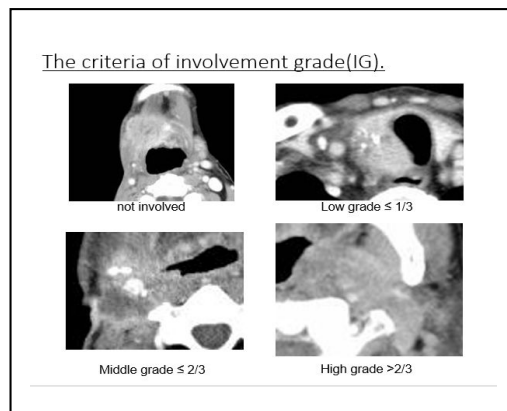 The criteria of involvement grade(IG).
not involved
Low grade ≤ 1/3
Middle grade ≤ 2/3
High grade >2/3